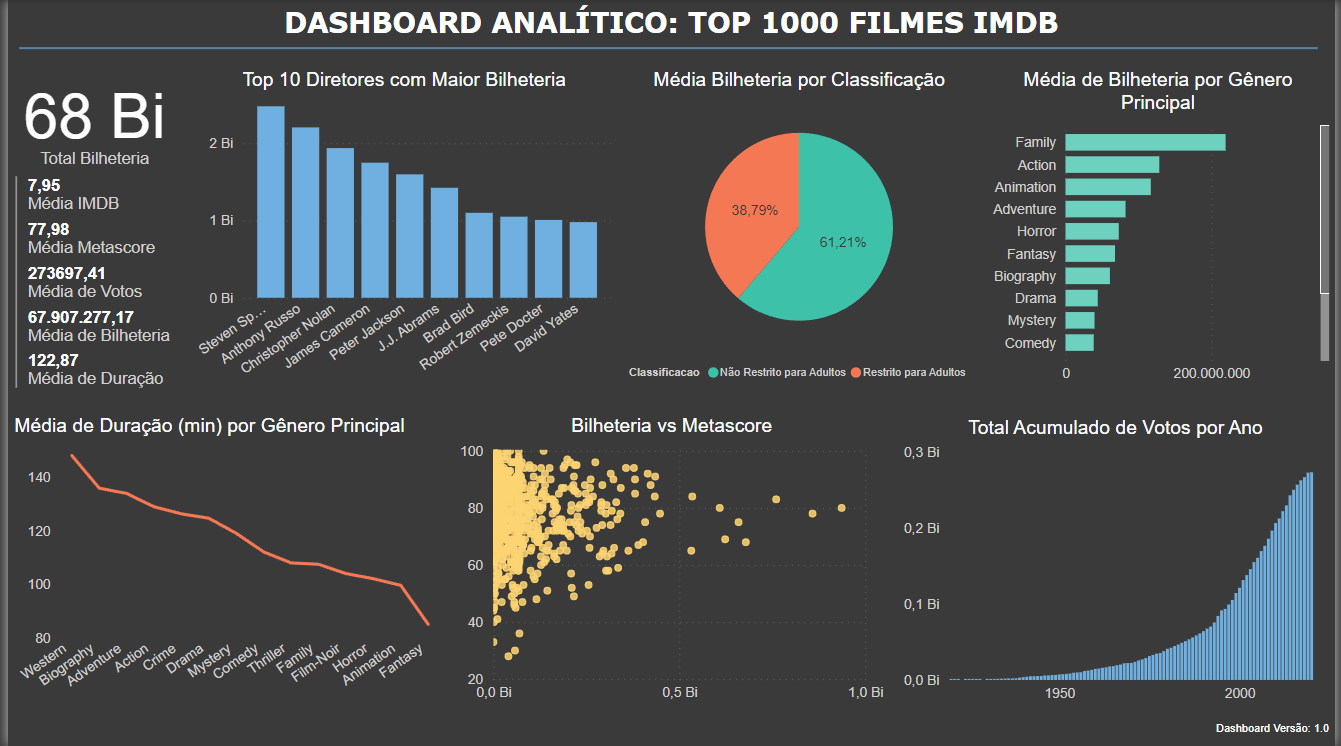 DASHBOARD ANALÍTICO: TOP 1000 FILMES IMDB
68 Bi
Total Bilheteria
7,95
Média IMDB
77,98
Média Metascore
273697,41
Média de Votos
67.907.277,17
Média de Bilheteria
122,87
Média de Duração
Top 10 Diretores com Maior Bilheteria
2 Bi
1 Bi
0 Bi
Steven Sp...
Anthony Russo
Christopher Nolan
James Cameron
Peter Jackson
J.J. Abrams
Brad Bird
Robert Zemeckis
Pete Docter
David Yates
Média Bilheteria por Classificação
38,79%
61,21%
Classificacao Não Restrito para Adultos Restrito para Adultos
Média de Bilheteria por Gênero
Principal
Family
Action
Animation
Adventure
Horror
Fantasy
Biography
Drama
Mystery
Comedy
0 200.000.000
Média de Duração (min) por Gênero Principal
140
120
100
80
Western
Biography
Adventure
Action
Crime
Drama
Mystery
Comedy
Thriller
Family
Film-Noir
Horror
Animation
Fantasy
Bilheteria vs Metascore
100
80
60
40
20
0,0 Bi 0,5 Bi 1,0 Bi
Total Acumulado de Votos por Ano
0,3 Bi
0,2 Bi
0,1 Bi
0,0 Bi
1950 2000
Dashboard Versão: 1.0